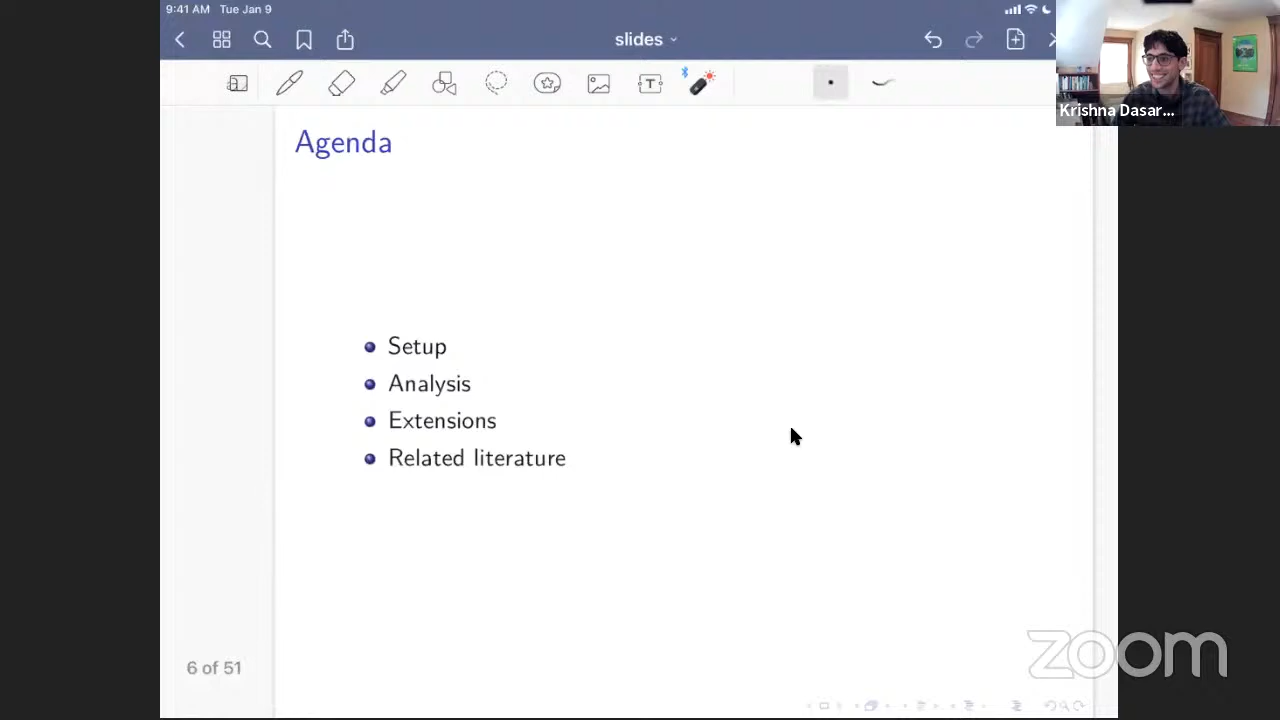 9:41 AM Tue Jan 9
slides
T
Krishna Dasar...
Agenda
Setup
Analysis
Extensions
Related literature
6 of 51
zoom